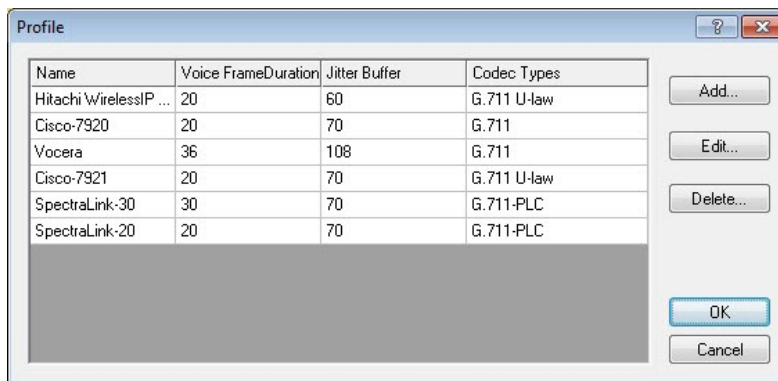 Profile
Name Voice FrameDuration Jitter Buffer Codec Types
Hitachi WirelessIP ... 20 60 G.711 U-law
Cisco-7920 20 70 G.711
Vocera 36 108 G.711
Cisco-7921 20 70 G.711 U-law
SpectraLink-30 30 70 G.711-PLC
SpectraLink-20 20 70 G.711-PLC
Add...
Edit...
Delete...
OK
Cancel